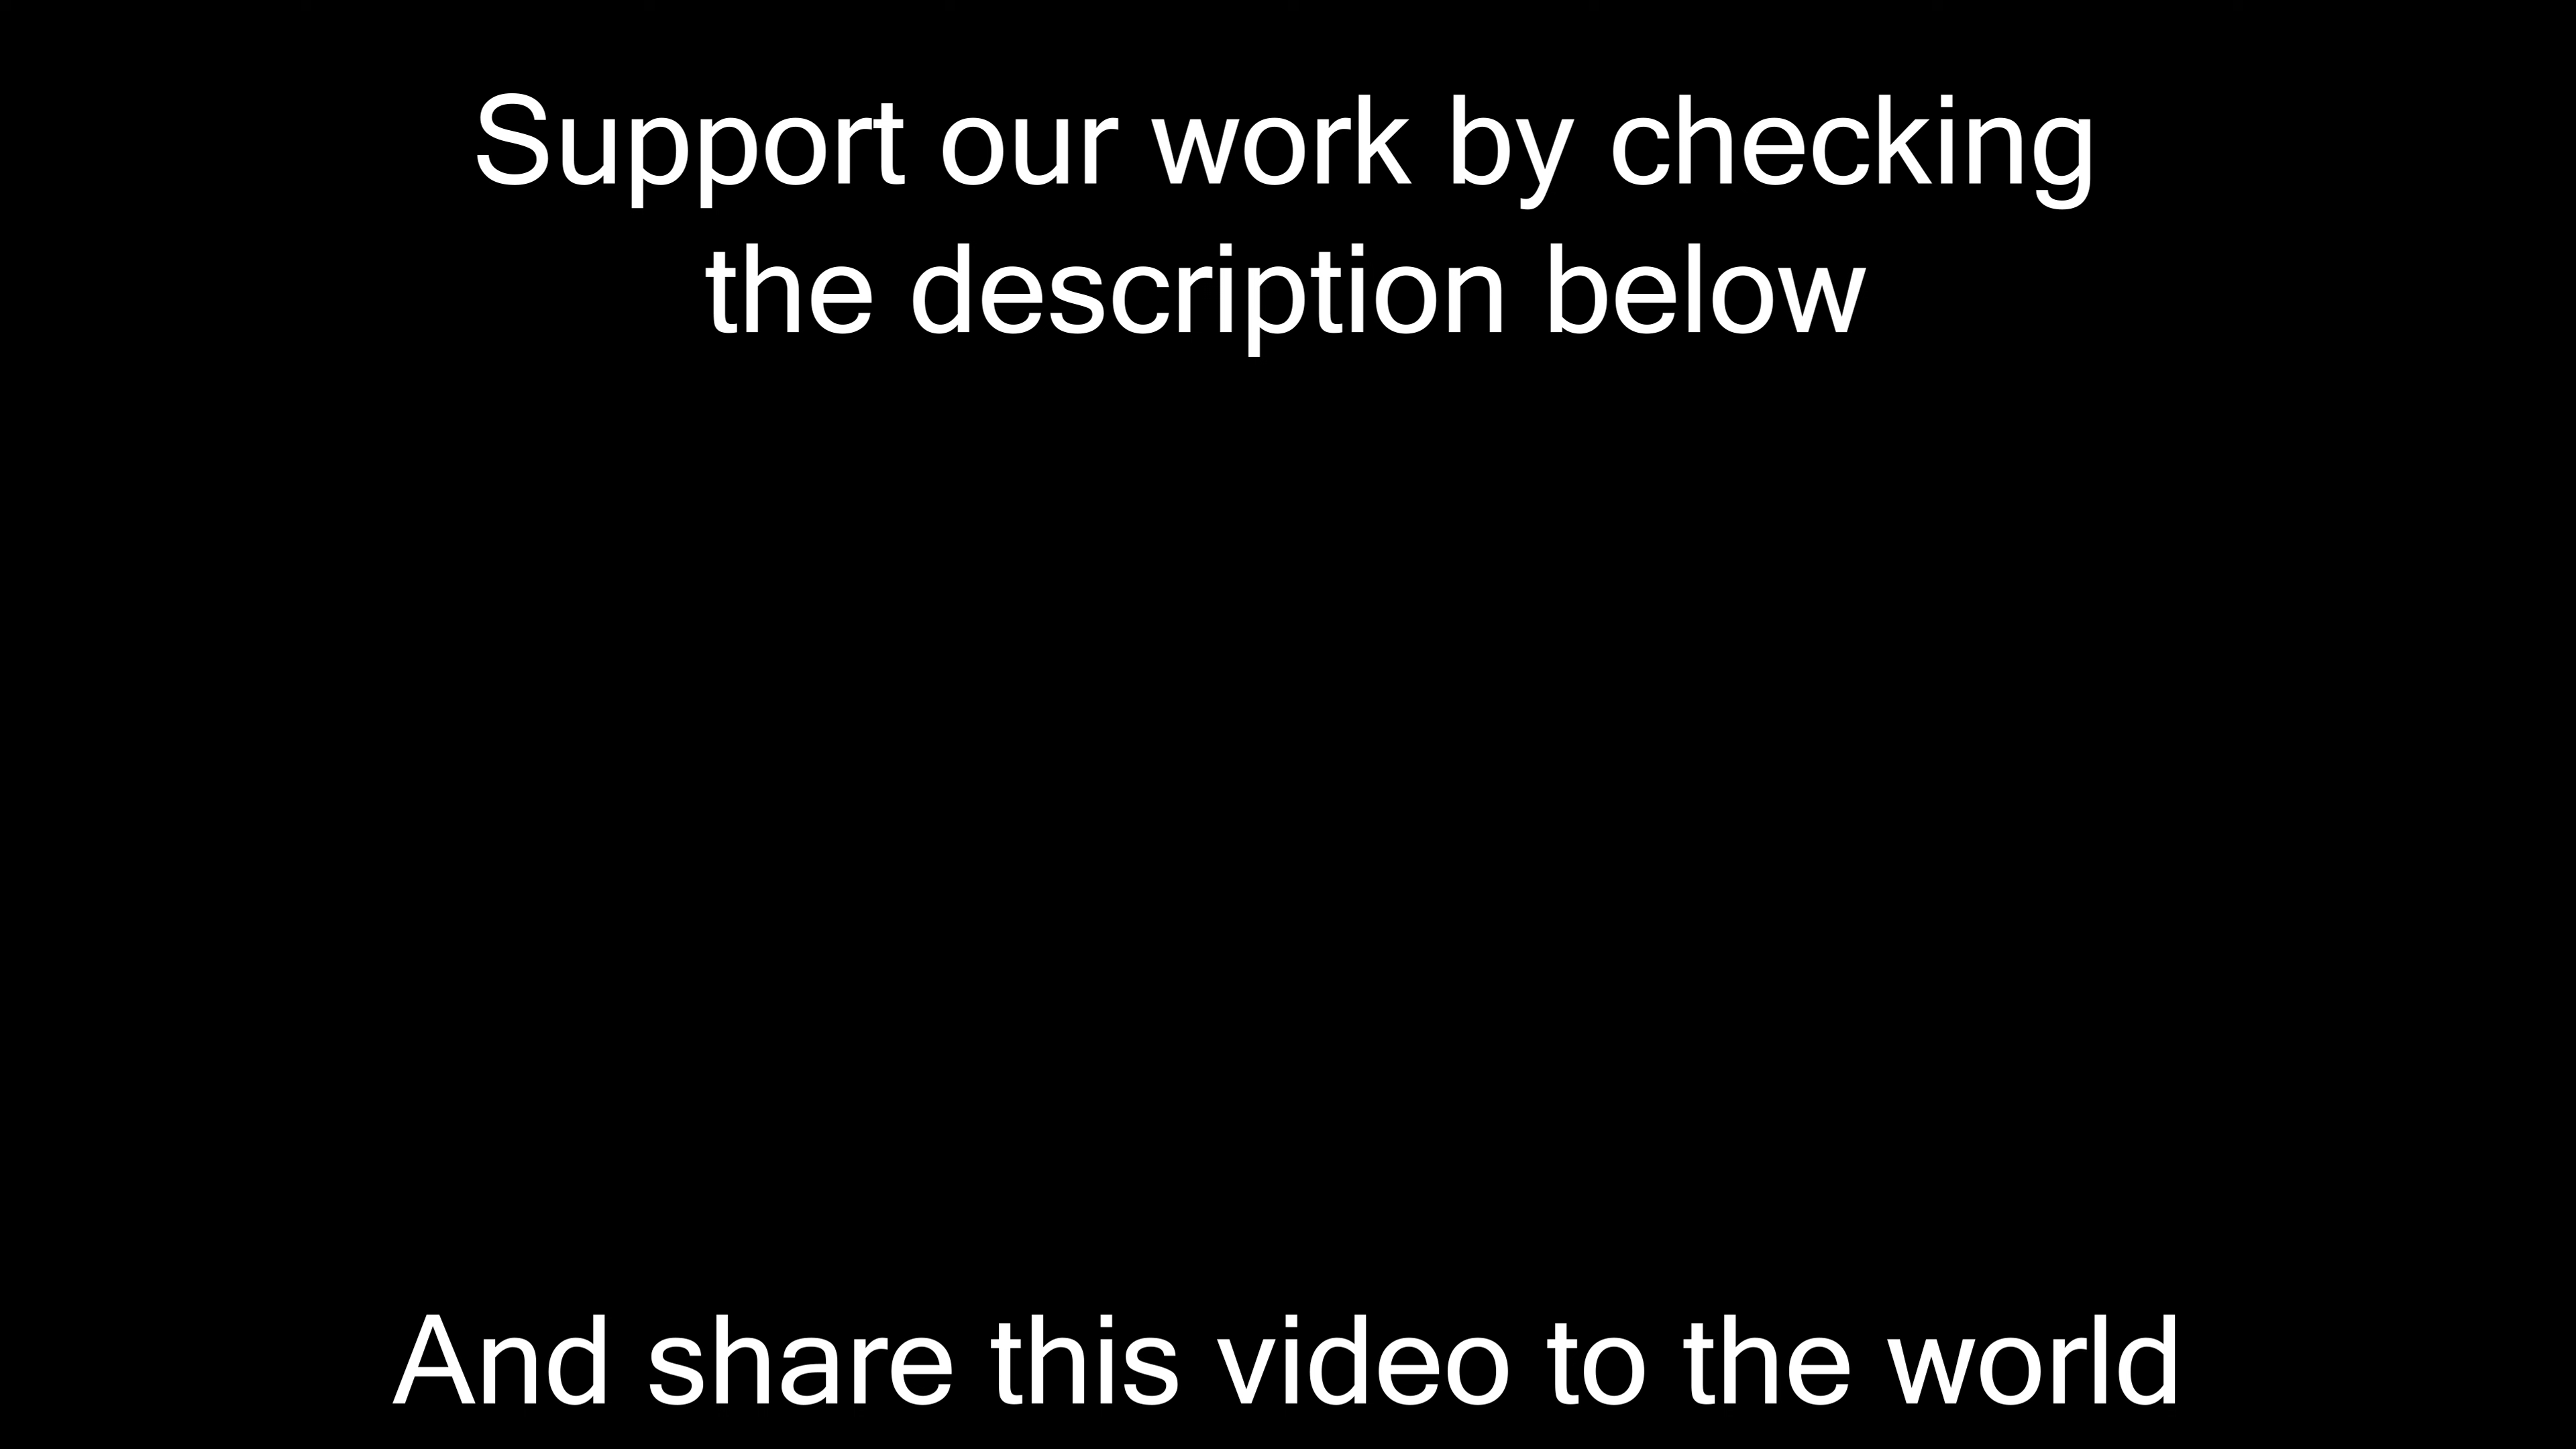 Support our work by checking
the description below
And share this video to the world